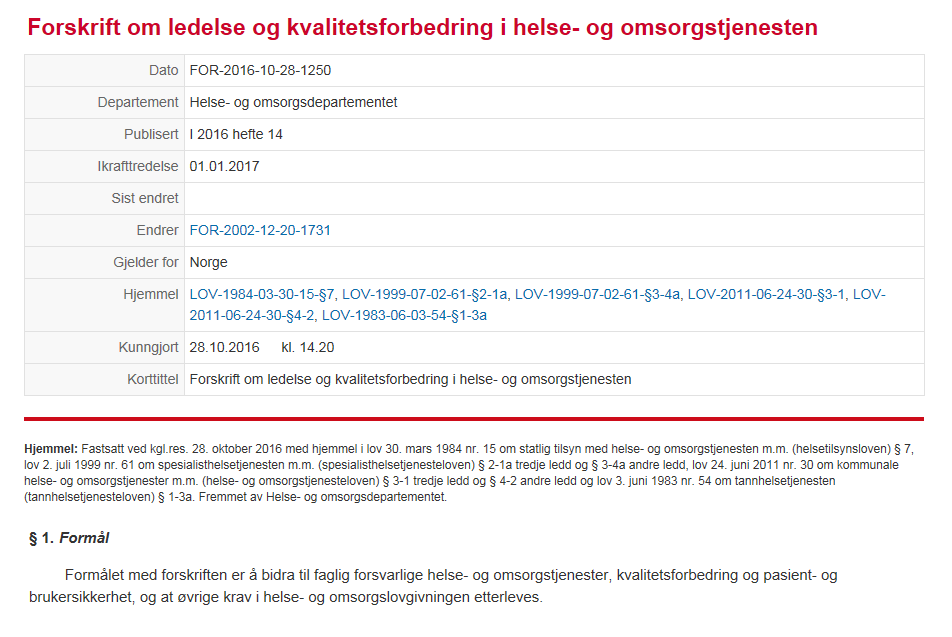 Forskrift om ledelse og kvalitetsforbedring i helse- og omsorgstjenesten
Dato FOR-2016-10-28-1250
Departement Helse- og omsorgsdepartementet
Publisert I 2016 hefte 14
Ikrafttredelse 01.01.2017
Sist endret
Endrer FOR-2002-12-20-1731
Gjelder for Norge
Hjemmel LOV-1984-03-30-15-§7, LOV-1999-07-02-61-§2-1a, LOV-1999-07-02-61-§3-4a, LOV-2011-06-24-30-§3-1, LOV-
2011-06-24-30-§4-2, LOV-1983-06-03-54-§1-3a
Kunngjort 28.10.2016 kl. 14.20
Korttittel Forskrift om ledelse og kvalitetsforbedring i helse- og omsorgstjenesten
Hjemmel: Fastsatt ved kgl.res. 28. oktober 2016 med hjemmel i lov 30. mars 1984 nr. 15 om statlig tilsyn med helse- og omsorgstjenesten m.m. (helsetilsynsloven) § 7,
lov 2. juli 1999 nr. 61 om spesialisthelsetjenesten m.m. (spesialisthelsetjenesteloven) § 2-1a tredje ledd og § 3-4a andre ledd, lov 24. juni 2011 nr. 30 om kommunale
helse- og omsorgstjenester m.m. (helse- og omsorgstjenesteloven) § 3-1 tredje ledd og § 4-2 andre ledd og lov 3. juni 1983 nr. 54 om tannhelsetjenesten
(tannhelsetjenesteloven) § 1-3a. Fremmet av Helse- og omsorgsdepartementet.
§ 1. Formål
Formålet med forskriften er å bidra til faglig forsvarlige helse- og omsorgstjenester, kvalitetsforbedring og pasient- og
brukersikkerhet, og at øvrige krav i helse- og omsorgslovgivningen etterleves.